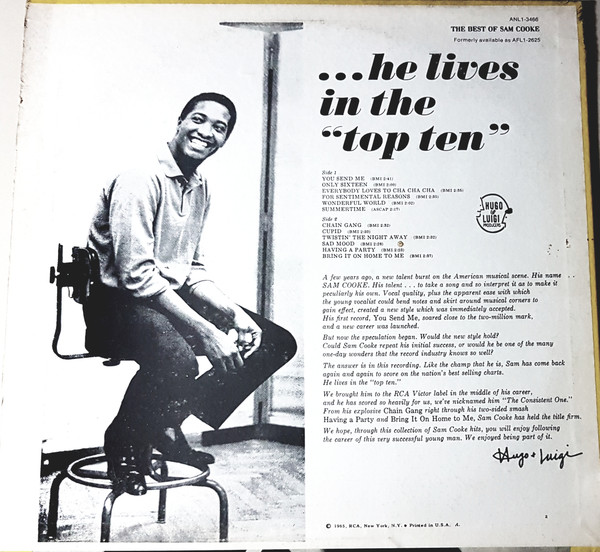 ANL1-3466
THE BEST OF SAM COOKE
Formerly available as AFL1-2625
...he lives
in the
“top ten”
Side 1
YOU SEND ME (BMI 2:41)
ONLY SIXTEEN (BMI
EVERYBODY LOVES TO CHA CHA CHA (BMI
FOR SENTIMENTAL REASONS (BMI
WONDERFUL WORLD (BMI
SUMMERTIME (ASCAP
Side 2
CHAIN GANG (BMI
CUPID (BMI
TWISTIN' THE NIGHT AWAY (BMI
SAD MOOD (BMI
HAVING A PARTY (BMI
BRING IT ON HOME TO ME (BMI
HUGO
&
LUIGI
PRODUCERS
A few years ago, a new talent burst on the American musical scene. His name . . .
SAM COOKE. His talent . . . to take a song and so interpret it as to make it
peculiarly his own. Vocal quality, plus the apparent ease with which
the young vocalist could bend notes and skirt around musical corners to
gain effect, created a new style which was immediately accepted.
His first record, You Send Me, soared close to the two-million mark,
and a new career was launched.
But now the speculation began. Would the new style hold?
Could Sam Cooke repeat his initial success, or would he be one of the many
one-day wonders that the record industry knows so well?
The answer is in this recording. Like the champ that he is, Sam has come back
again and again to score on the nation's best selling charts.
He lives in the “top ten.”
We brought him to the RCA Victor label in the middle of his career,
and he has scored so heavily for us, we're nicknamed him “The Consistent One.”
From his explosive Chain Gang right through his two-sided smash
Having a Party and Bring It On Home to Me, Sam Cooke has held the title firm.
We hope, through this collection of Sam Cooke hits, you will enjoy following
the career of this very successful young man. We enjoyed being part of it.
Hugo & Luigi
RCA, New York, N.Y. • Printed in U.S.A.